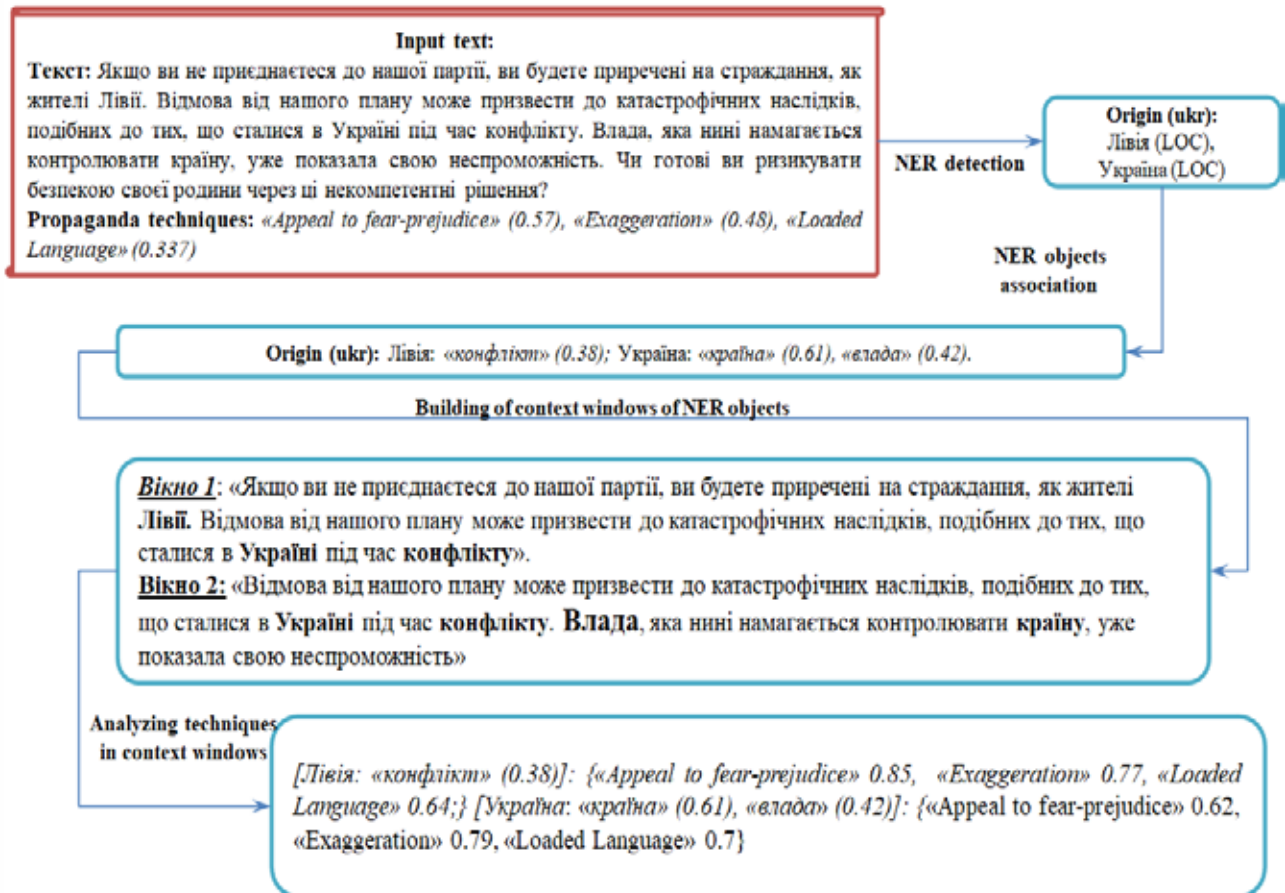 Input text:
Текст: Якщо ви не приєднаєтеся до нашої партії, ви будете приречені на страждання, як
жителі Лівії. Відмова від нашого плану може призвести до катастрофічних наслідків,
подібних до тих, що сталися в Україні під час конфлікту. Влада, яка нині намагається
контролювати країну, уже показала свою неспроможність. Чи готові ви ризикувати
безпекою своєї родини через ці некомпетентні рішення?
Propaganda techniques: «Appeal to fear-prejudice» (0.57), «Exaggeration» (0.48), «Loaded
Language» (0.337)
NER detection
Origin (ukr):
Лівія (LOC),
Україна (LOC)
NER objects
association
Origin (ukr): Лівія: «конфлікт» (0.38); Україна: «країна» (0.61), «влада» (0.42).
Building of context windows of NER objects
Вікно 1: «Якщо ви не приєднаєтеся до нашої партії, ви будете приречені на страждання, як жителі
Лівії. Відмова від нашого плану може призвести до катастрофічних наслідків, подібних до тих, що
сталися в Україні під час конфлікту».
Вікно 2: «Відмова від нашого плану може призвести до катастрофічних наслідків, подібних до тих,
що сталися в Україні під час конфлікту. Влада, яка нині намагається контролювати країну, уже
показала свою неспроможність»
Analyzing techniques
in context windows
[Лівія: «конфлікт» (0.38)]: {«Appeal to fear-prejudice» 0.85, «Exaggeration» 0.77, «Loaded
Language» 0.64;} [Україна: «країна» (0.61), «влада» (0.42)]: {«Appeal to fear-prejudice» 0.62,
«Exaggeration» 0.79, «Loaded Language» 0.7}